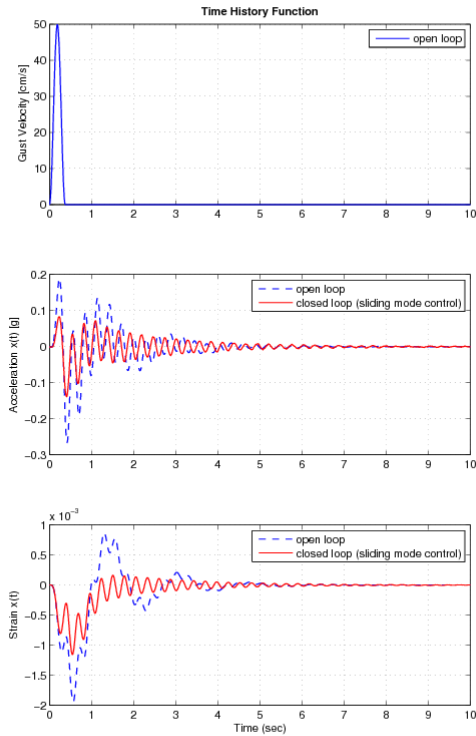 Time History Function
Gust Velocity [cm/s]
50
40
30
20
10
0
open loop
0 1 2 3 4 5 6 7 8 9 10
Acceleration x(t) [g]
0.2
0.1
0
−0.1
−0.2
−0.3
open loop
closed loop (sliding mode control)
0 1 2 3 4 5 6 7 8 9 10
Strain x(t)
x 10⁻³
1
0.5
0
−0.5
−1
−1.5
−2
open loop
closed loop (sliding mode control)
0 1 2 3 4 5 6 7 8 9 10
Time (sec)